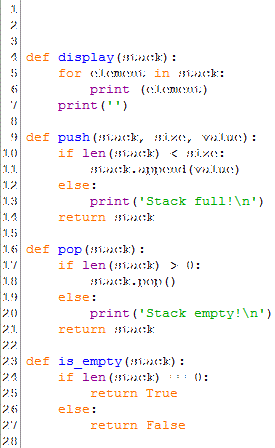 1
2
3
4 def display(stack):
5     for element in stack:
6         print (element)
7     print('')
8
9 def push(stack, size, value):
10     if len(stack) < size:
11         stack.append(value)
12     else:
13         print('Stack full!\n')
14     return stack
15
16 def pop(stack):
17     if len(stack) > 0:
18         stack.pop()
19     else:
20         print('Stack empty!\n')
21     return stack
22
23 def is_empty(stack):
24     if len(stack) == 0:
25         return True
26     else:
27         return False
28